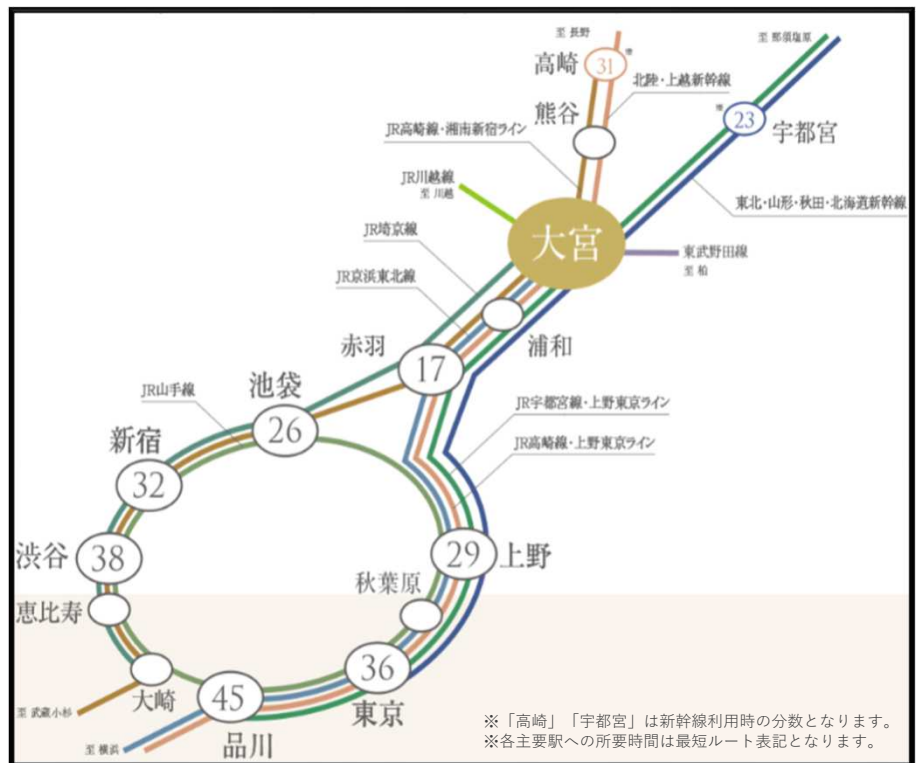 至 長野
至 那須塩原
高崎
31
北陸・上越新幹線
熊谷
23
宇都宮
JR高崎線・湘南新宿ライン
JR川越線
至 川越
東北・山形・秋田・北海道新幹線
大宮
JR埼京線
東武野田線
至 柏
JR京浜東北線
赤羽
浦和
17
池袋
JR山手線
26
JR宇都宮線・上野東京ライン
新宿
JR高崎線・上野東京ライン
32
渋谷
38
29
上野
秋葉原
恵比寿
36
大崎
45
東京
至 武蔵小杉
品川
至 横浜
※「高崎」「宇都宮」は新幹線利用時の分数となります。
※各主要駅への所要時間は最短ルート表記となります。